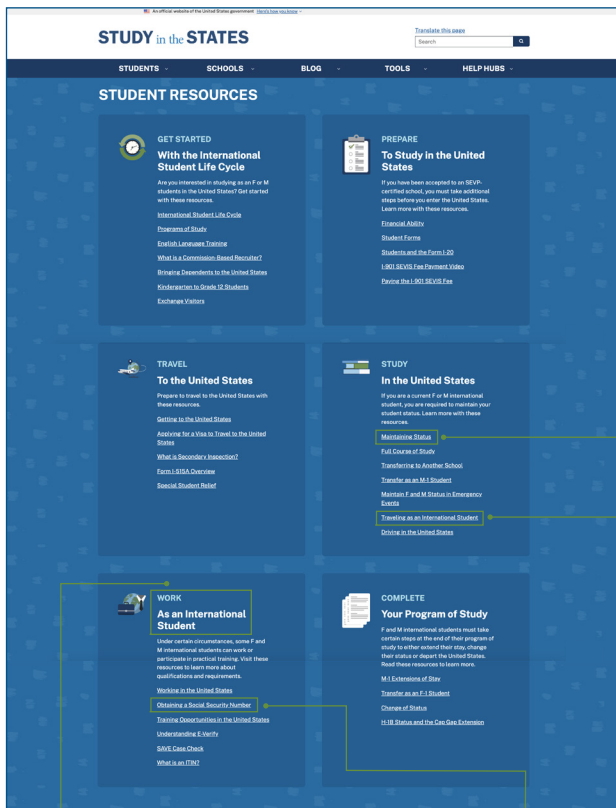 An official website of the United States government Here's how you know
STUDY in the STATES
Translate this page
Search
STUDENTS
SCHOOLS
BLOG
TOOLS
HELP HUBS
STUDENT RESOURCES
GET STARTED
With the International
Student Life Cycle
Are you interested in studying as an F or M
students in the United States? Get started
with these resources.
International Student Life Cycle
Programs of Study
English Language Training
What is a Commission-Based Recruiter?
Bringing Dependents to the United States
Kindergarten to Grade 12 Students
Exchange Visitors
PREPARE
To Study in the United
States
If you have been accepted to an SEVP-
certified school, you must take additional
steps before you enter the United States.
Learn more with these resources.
Financial Ability
Student Forms
Students and the Form I-20
I-901 SEVIS Fee Payment Video
Paying the I-901 SEVIS Fee
TRAVEL
To the United States
Prepare to travel to the United States with
these resources.
Getting to the United States
Applying for a Visa to Travel to the United
States
What is Secondary Inspection?
Form I-515A Overview
Special Student Relief
STUDY
In the United States
If you are a current F or M international
student, you are required to maintain your
student status. Learn more with these
resources.
Maintaining Status
Full Course of Study
Transferring to Another School
Transfer as an M-1 Student
Maintain F and M Status in Emergency
Events
Traveling as an International Student
Driving in the United States
WORK
As an International
Student
Under certain circumstances, some F and
M international students can work or
participate in practical training. Visit these
resources to learn more about
qualifications and requirements.
Working in the United States
Obtaining a Social Security Number
Training Opportunities in the United States
Understanding E-Verify
SAVE Case Check
What is an ITIN?
COMPLETE
Your Program of Study
F and M international students must take
certain steps at the end of their program of
study to either extend their stay, change
their status or depart the United States.
Read these resources to learn more.
M-1 Extensions of Stay
Transfer as an F-1 Student
Change of Status
H-1B Status and the Cap Gap Extension